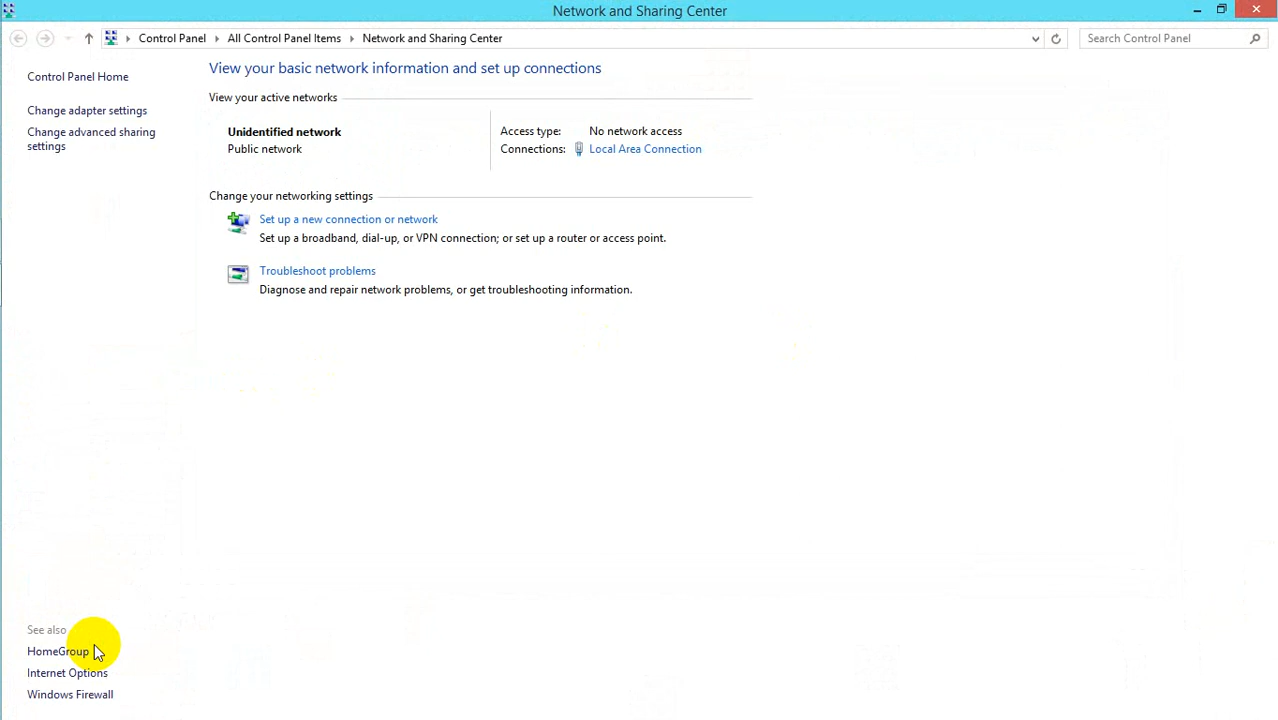 Network and Sharing Center
Control Panel
All Control Panel Items
Network and Sharing Center
Search Control Panel
Control Panel Home
Change adapter settings
Change advanced sharing
settings
View your basic network information and set up connections
View your active networks
Unidentified network
Public network
Access type: No network access
Connections: Local Area Connection
Change your networking settings
Set up a new connection or network
Set up a broadband, dial-up, or VPN connection; or set up a router or access point.
Troubleshoot problems
Diagnose and repair network problems, or get troubleshooting information.
See also
HomeGroup
Internet Options
Windows Firewall